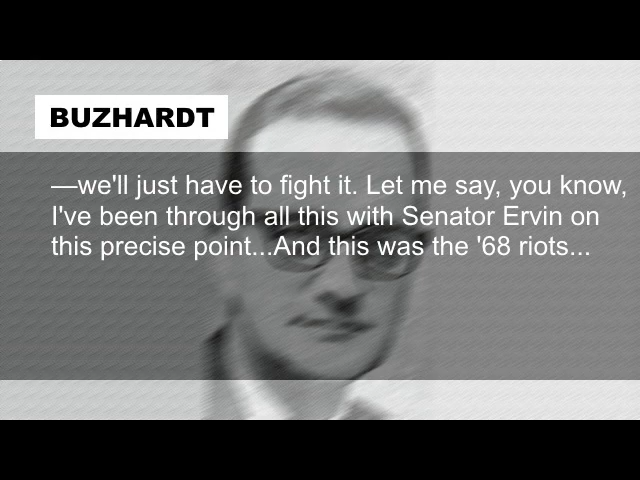 BUZHARDT
—we'll just have to fight it. Let me say, you know,
I've been through all this with Senator Ervin on
this precise point...And this was the '68 riots...